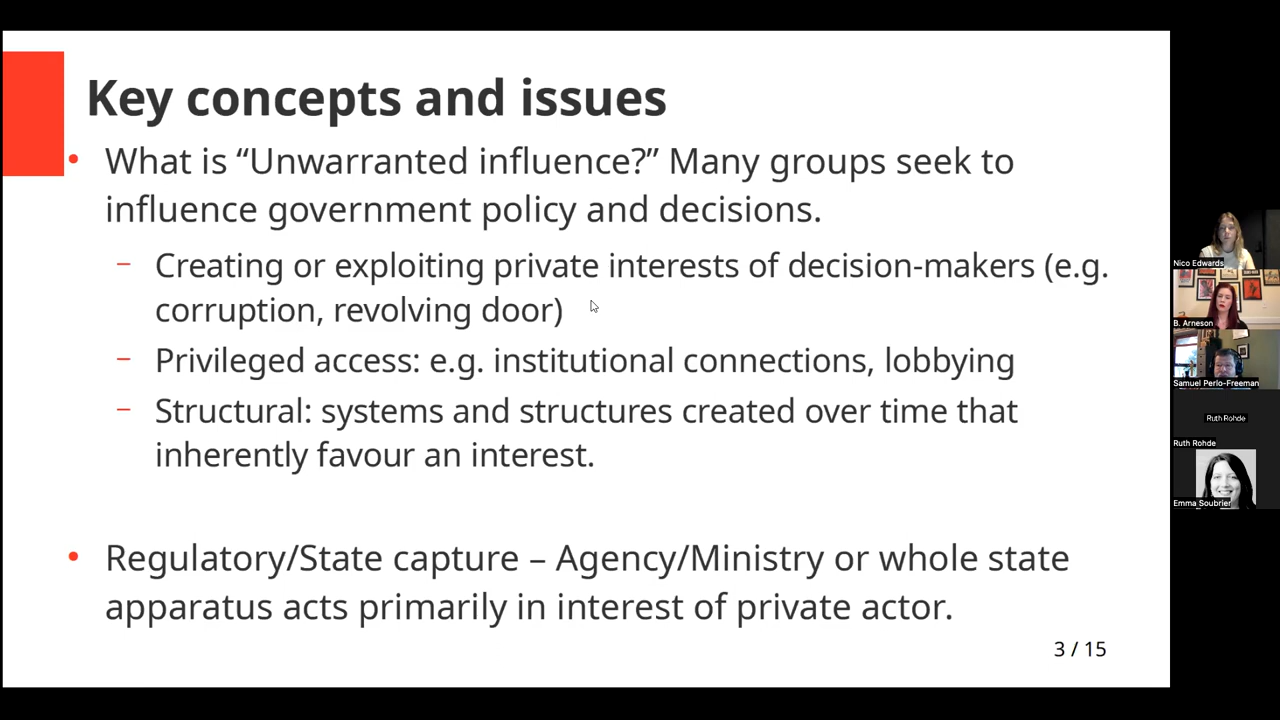 Key concepts and issues
• What is “Unwarranted influence?” Many groups seek to
influence government policy and decisions.
– Creating or exploiting private interests of decision-makers (e.g.
corruption, revolving door)
– Privileged access: e.g. institutional connections, lobbying
– Structural: systems and structures created over time that
inherently favour an interest.
• Regulatory/State capture – Agency/Ministry or whole state
apparatus acts primarily in interest of private actor.
3 / 15
Nico Edwards
B. Arneson
Samuel Perlo-Freeman
Ruth Rohde
Ruth Rohde
Emma Soubrier